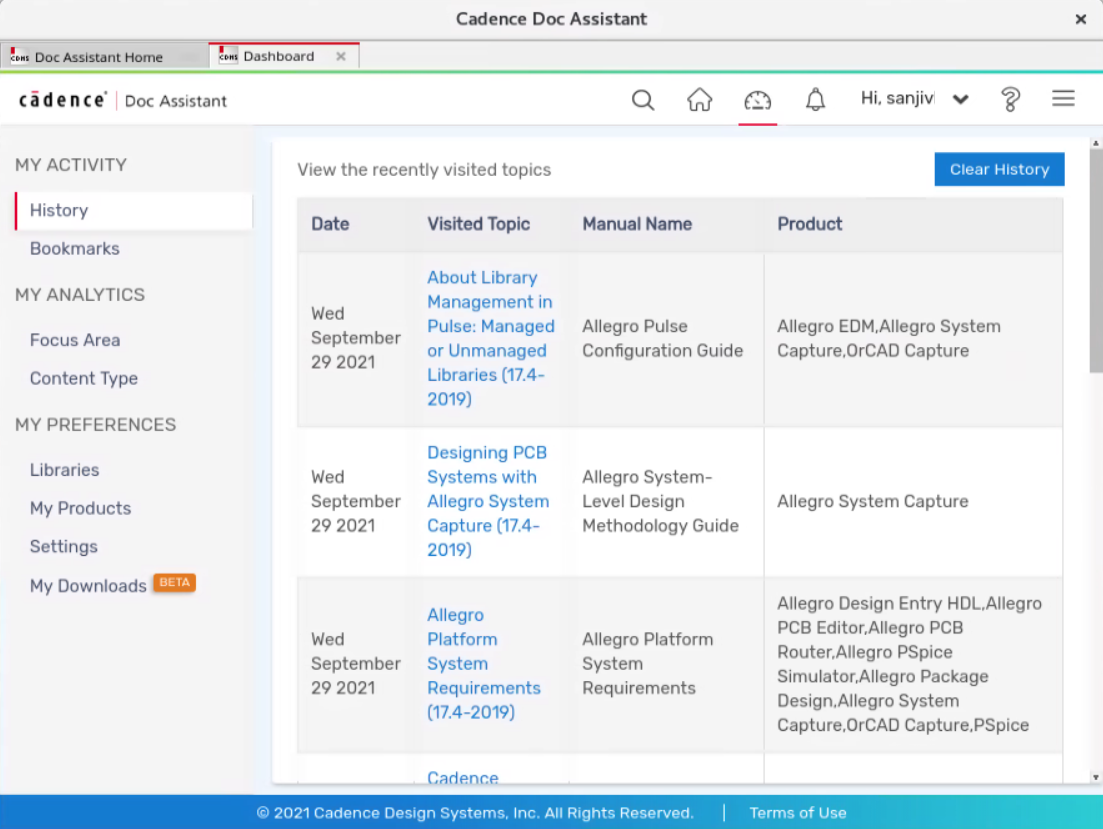 Cadence Doc Assistant
Doc Assistant Home
Dashboard
cādence Doc Assistant
Hi, sanjiv
MY ACTIVITY
History
Bookmarks
MY ANALYTICS
Focus Area
Content Type
MY PREFERENCES
Libraries
My Products
Settings
My Downloads BETA
View the recently visited topics
Clear History
Date Visited Topic Manual Name Product
Wed
September
29 2021
About Library
Management in
Pulse: Managed
or Unmanaged
Libraries (17.4-
2019)
Allegro Pulse
Configuration Guide
Allegro EDM,Allegro System
Capture,OrCAD Capture
Wed
September
29 2021
Designing PCB
Systems with
Allegro System
Capture (17.4-
2019)
Allegro System-
Level Design
Methodology Guide
Allegro System Capture
Wed
September
29 2021
Allegro
Platform
System
Requirements
(17.4-2019)
Allegro Platform
System
Requirements
Allegro Design Entry HDL,Allegro
PCB Editor,Allegro PCB
Router,Allegro PSpice
Simulator,Allegro Package
Design,Allegro System
Capture,OrCAD Capture,PSpice
Cadence
© 2021 Cadence Design Systems, Inc. All Rights Reserved. | Terms of Use